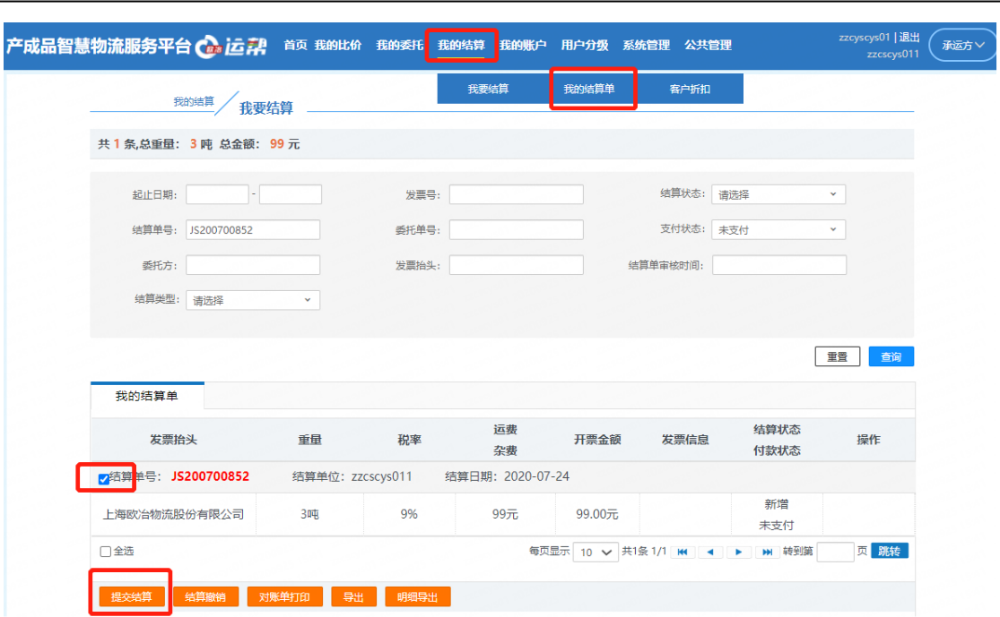 产成品智慧物流服务平台 运帮 首页 我的比价 我的委托 我的结算 我的账户 用户分级 系统管理 公共管理 zzcyscys01 | 退出
zzcscys011 承运方
我要结算 我的结算单 客户折扣
我的结算 我要结算
共 1 条,总重量: 3 吨 总金额: 99 元
起止日期: - 发票号: 结算状态: 请选择
结算单号: JS200700852 委托单号: 支付状态: 未支付
委托方: 发票抬头: 结算单审核时间:
结算类型: 请选择
重置 查询
我的结算单
发票抬头 重量 税率 运费 杂费 开票金额 发票信息 结算状态 付款状态 操作
结算单号: JS200700852 结算单位: zzcscys011 结算日期: 2020-07-24
上海欧冶物流股份有限公司 3吨 9% 99元 99.00元 新增 未支付
全选 每页显示 10 共1条 1/1 转到第 页 跳转
提交结算 结算撤销 对账单打印 导出 明细导出